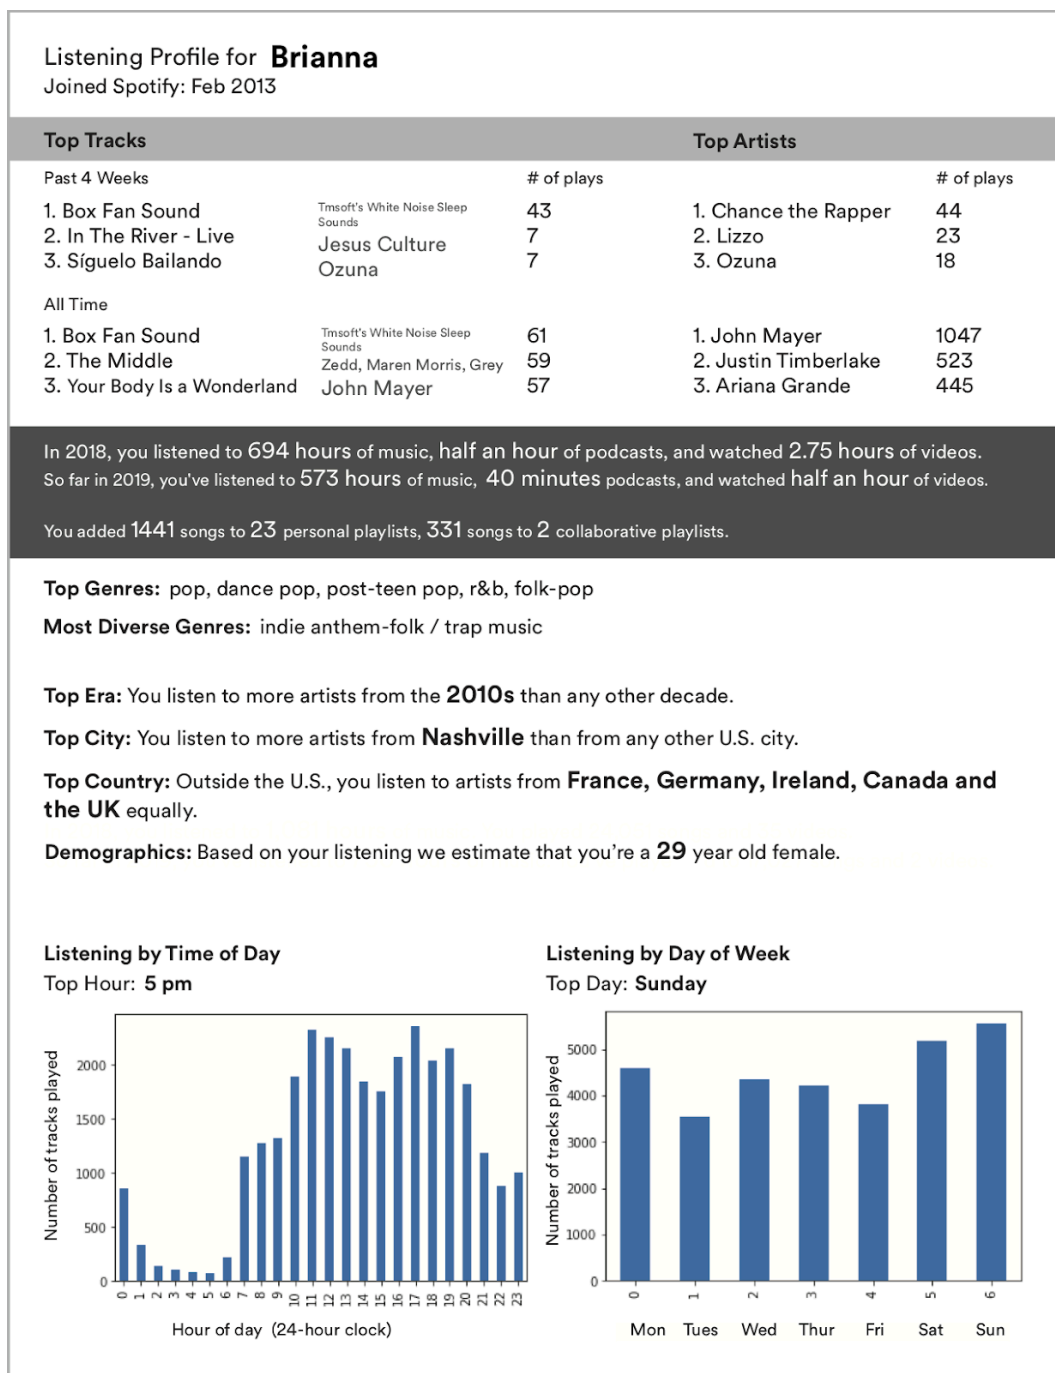 Listening Profile for Brianna
Joined Spotify: Feb 2013
Top Tracks
Top Artists
Past 4 Weeks
# of plays
# of plays
1. Box Fan Sound Tmsoft's White Noise Sleep Sounds 43
2. In The River - Live Jesus Culture 7
3. Síguelo Bailando Ozuna 7
1. Chance the Rapper 44
2. Lizzo 23
3. Ozuna 18
All Time
1. Box Fan Sound Tmsoft's White Noise Sleep Sounds 61
2. The Middle Zedd, Maren Morris, Grey 59
3. Your Body Is a Wonderland John Mayer 57
1. John Mayer 1047
2. Justin Timberlake 523
3. Ariana Grande 445
In 2018, you listened to 694 hours of music, half an hour of podcasts, and watched 2.75 hours of videos.
So far in 2019, you've listened to 573 hours of music, 40 minutes podcasts, and watched half an hour of videos.
You added 1441 songs to 23 personal playlists, 331 songs to 2 collaborative playlists.
Top Genres: pop, dance pop, post-teen pop, r&b, folk-pop
Most Diverse Genres: indie anthem-folk / trap music
Top Era: You listen to more artists from the 2010s than any other decade.
Top City: You listen to more artists from Nashville than from any other U.S. city.
Top Country: Outside the U.S., you listen to artists from France, Germany, Ireland, Canada and
the UK equally.
Demographics: Based on your listening we estimate that you're a 29 year old female.
Listening by Time of Day
Top Hour: 5 pm
Number of tracks played
2000
1500
1000
500
0
0 1 2 3 4 5 6 7 8 9 10 11 12 13 14 15 16 17 18 19 20 21 22 23
Hour of day (24-hour clock)
Listening by Day of Week
Top Day: Sunday
Number of tracks played
5000
4000
3000
2000
1000
0
0 1 2 3 4 5 6
Mon Tues Wed Thur Fri Sat Sun